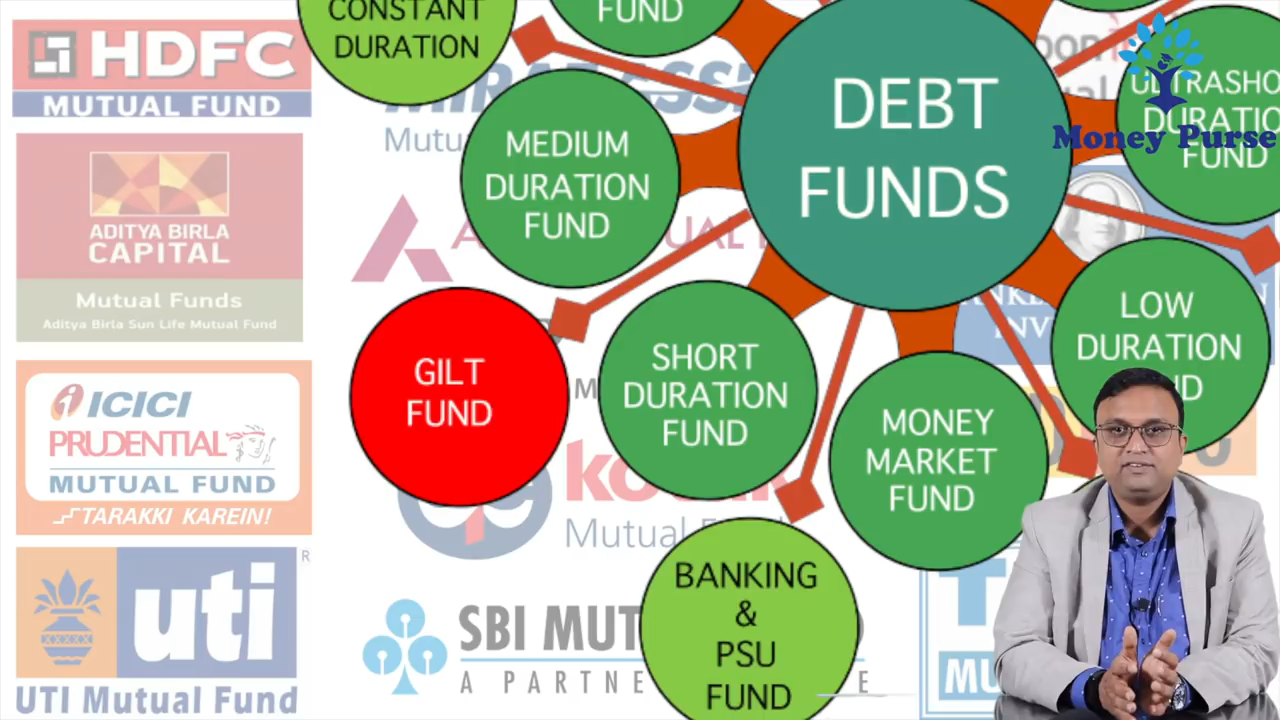 HDFC
MUTUAL FUND
ADITYA BIRLA
CAPITAL
Mutual Funds
Aditya Birla Sun Life Mutual Fund
ICICI
PRUDENTIAL
MUTUAL FUND
TARAKKI KAREIN!
uti
®
UTI Mutual Fund
CONSTANT
DURATION
FUND
DEBT
FUNDS
MEDIUM
DURATION
FUND
GILT
FUND
SHORT
DURATION
FUND
MONEY
MARKET
FUND
BANKING
&
PSU
FUND
LOW
DURATION
DURATIO
FUND
Money Purse
SBI MUT
A PARTNE